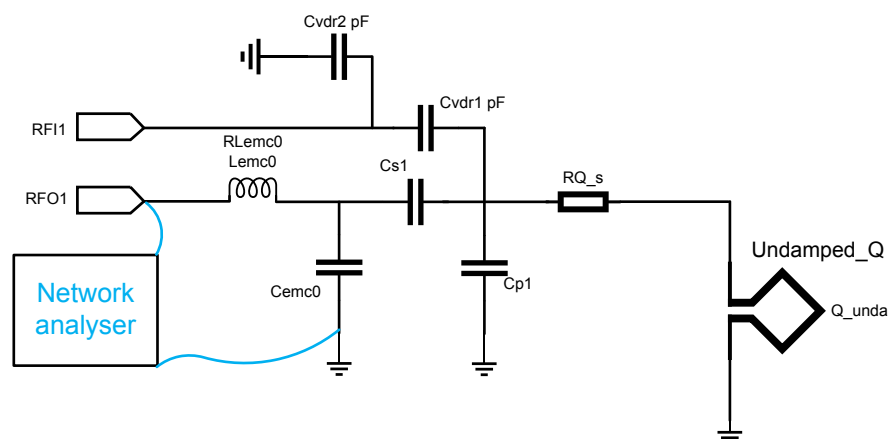 Cvdr2 pF
Cvdr1 pF
RFI1
RLemc0
Lemc0
Cs1
RQ_s
RFO1
Undamped_Q
Network
analyser
Cemc0
Cp1
Q_unda